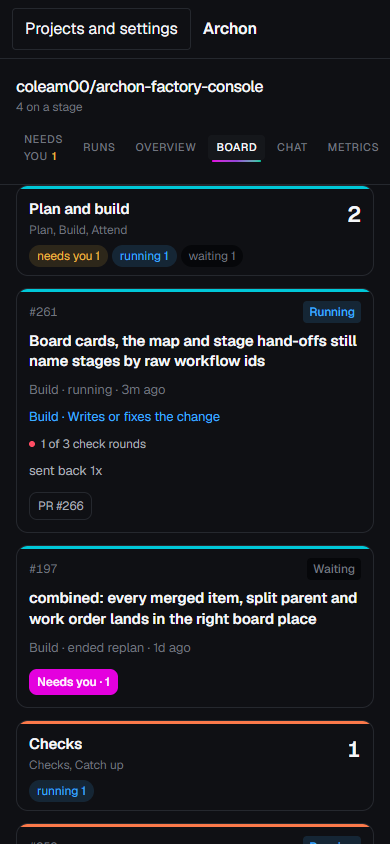 Projects and settings
Archon
coleam00/archon-factory-console
4 on a stage
NEEDS
YOU 1
RUNS
OVERVIEW
BOARD
CHAT
METRICS
Plan and build
2
Plan, Build, Attend
needs you 1
running 1
waiting 1
#261
Running
Board cards, the map and stage hand-offs still
name stages by raw workflow ids
Build · running · 3m ago
Build · Writes or fixes the change
1 of 3 check rounds
sent back 1x
PR #266
#197
Waiting
combined: every merged item, split parent and
work order lands in the right board place
Build · ended replan · 1d ago
Needs you · 1
Checks
1
Checks, Catch up
running 1